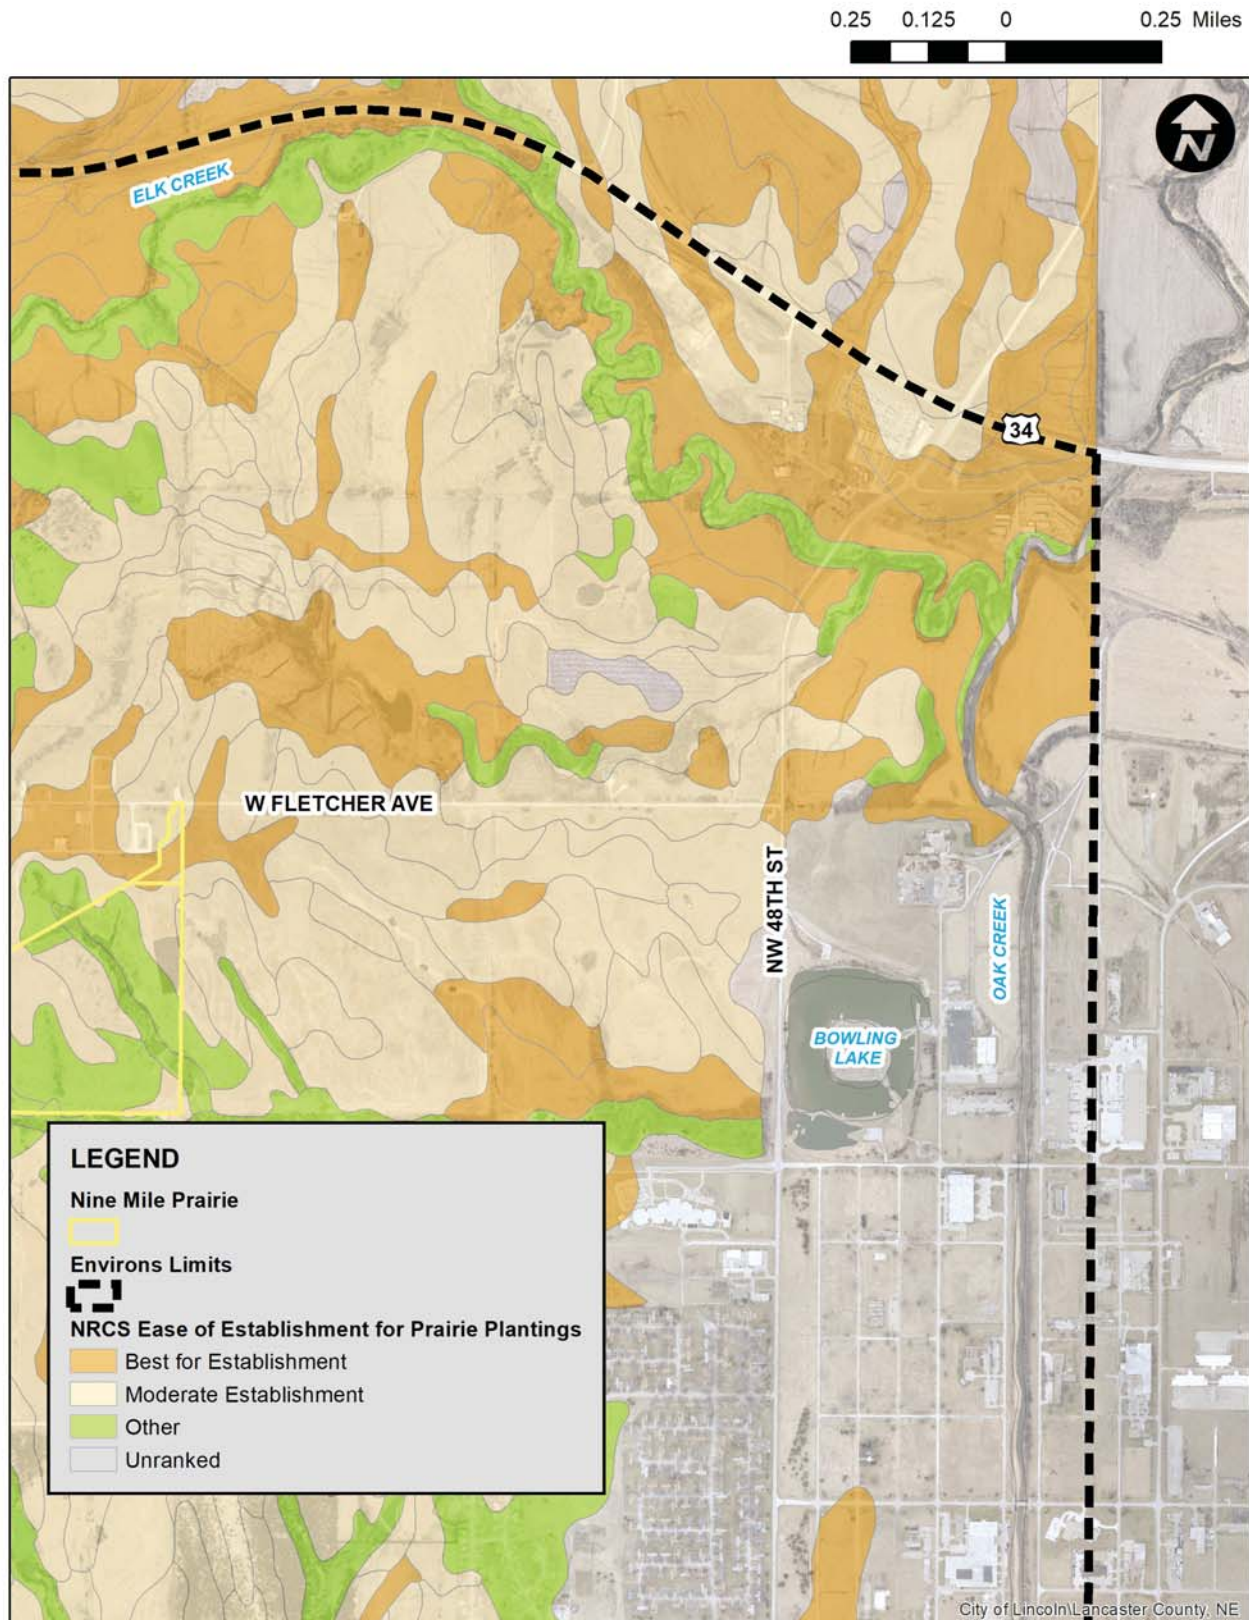 0.25 0.125 0 0.25 Miles
N
ELK CREEK
34
W FLETCHER AVE
NW 48TH ST
OAK CREEK
BOWLING
LAKE
LEGEND
Nine Mile Prairie
Environs Limits
NRCS Ease of Establishment for Prairie Plantings
Best for Establishment
Moderate Establishment
Other
Unranked
City of Lincoln\Lancaster County, NE